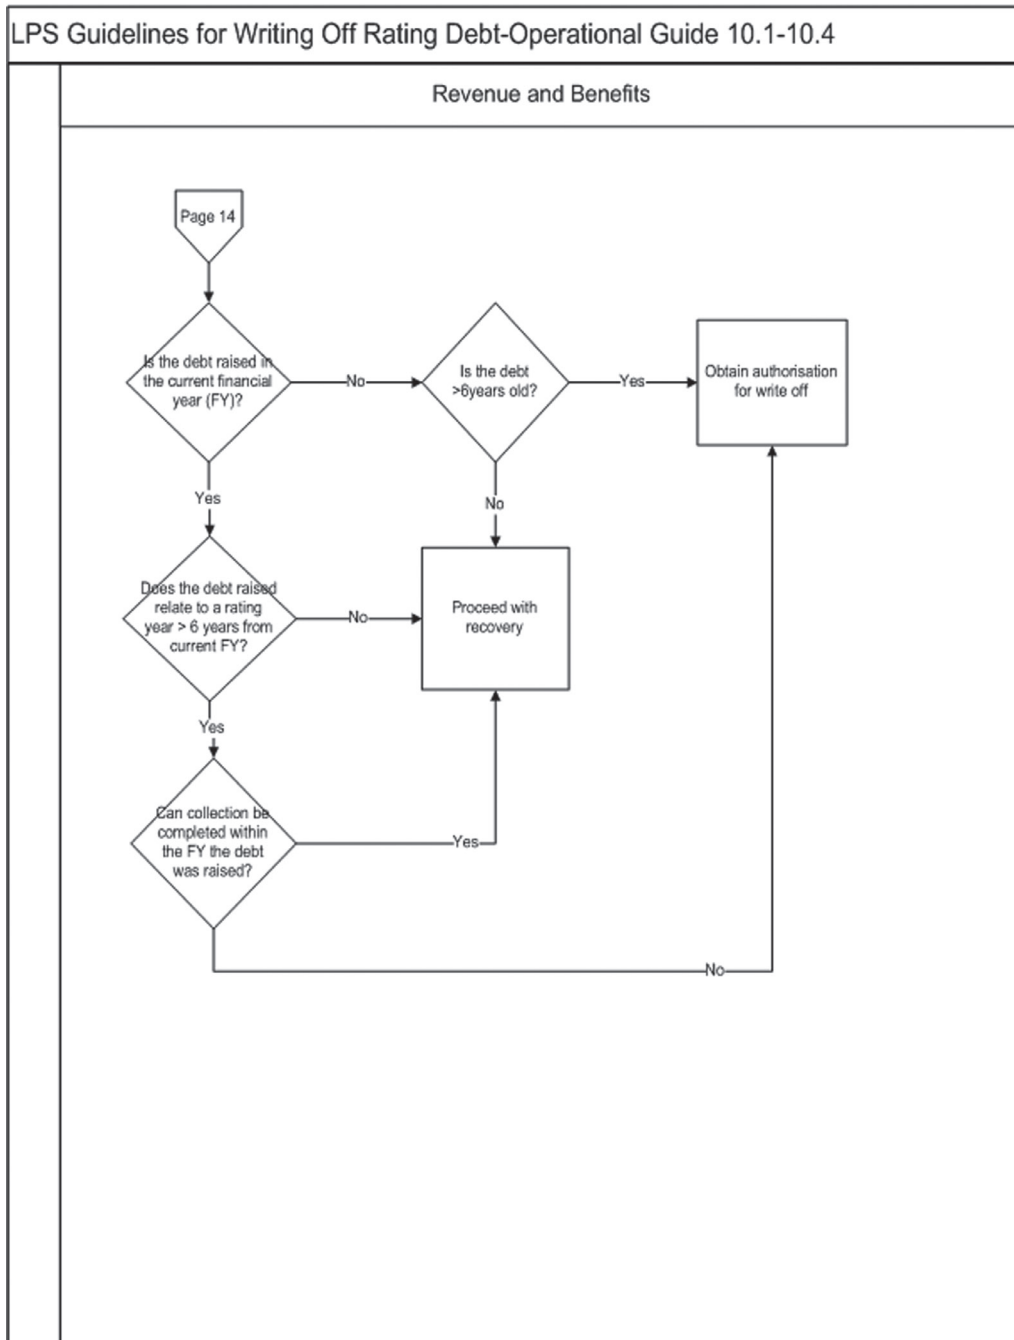 LPS Guidelines for Writing Off Rating Debt-Operational Guide 10.1-10.4
Revenue and Benefits
Page 14
Is the debt raised in
the current financial
year (FY)?
No
Is the debt
>6years old?
Yes
Obtain authorisation
for write off
Yes
No
Does the debt raised
relate to a rating
year > 6 years from
current FY?
No
Proceed with
recovery
Yes
Can collection be
completed within
the FY the debt
was raised?
Yes
No